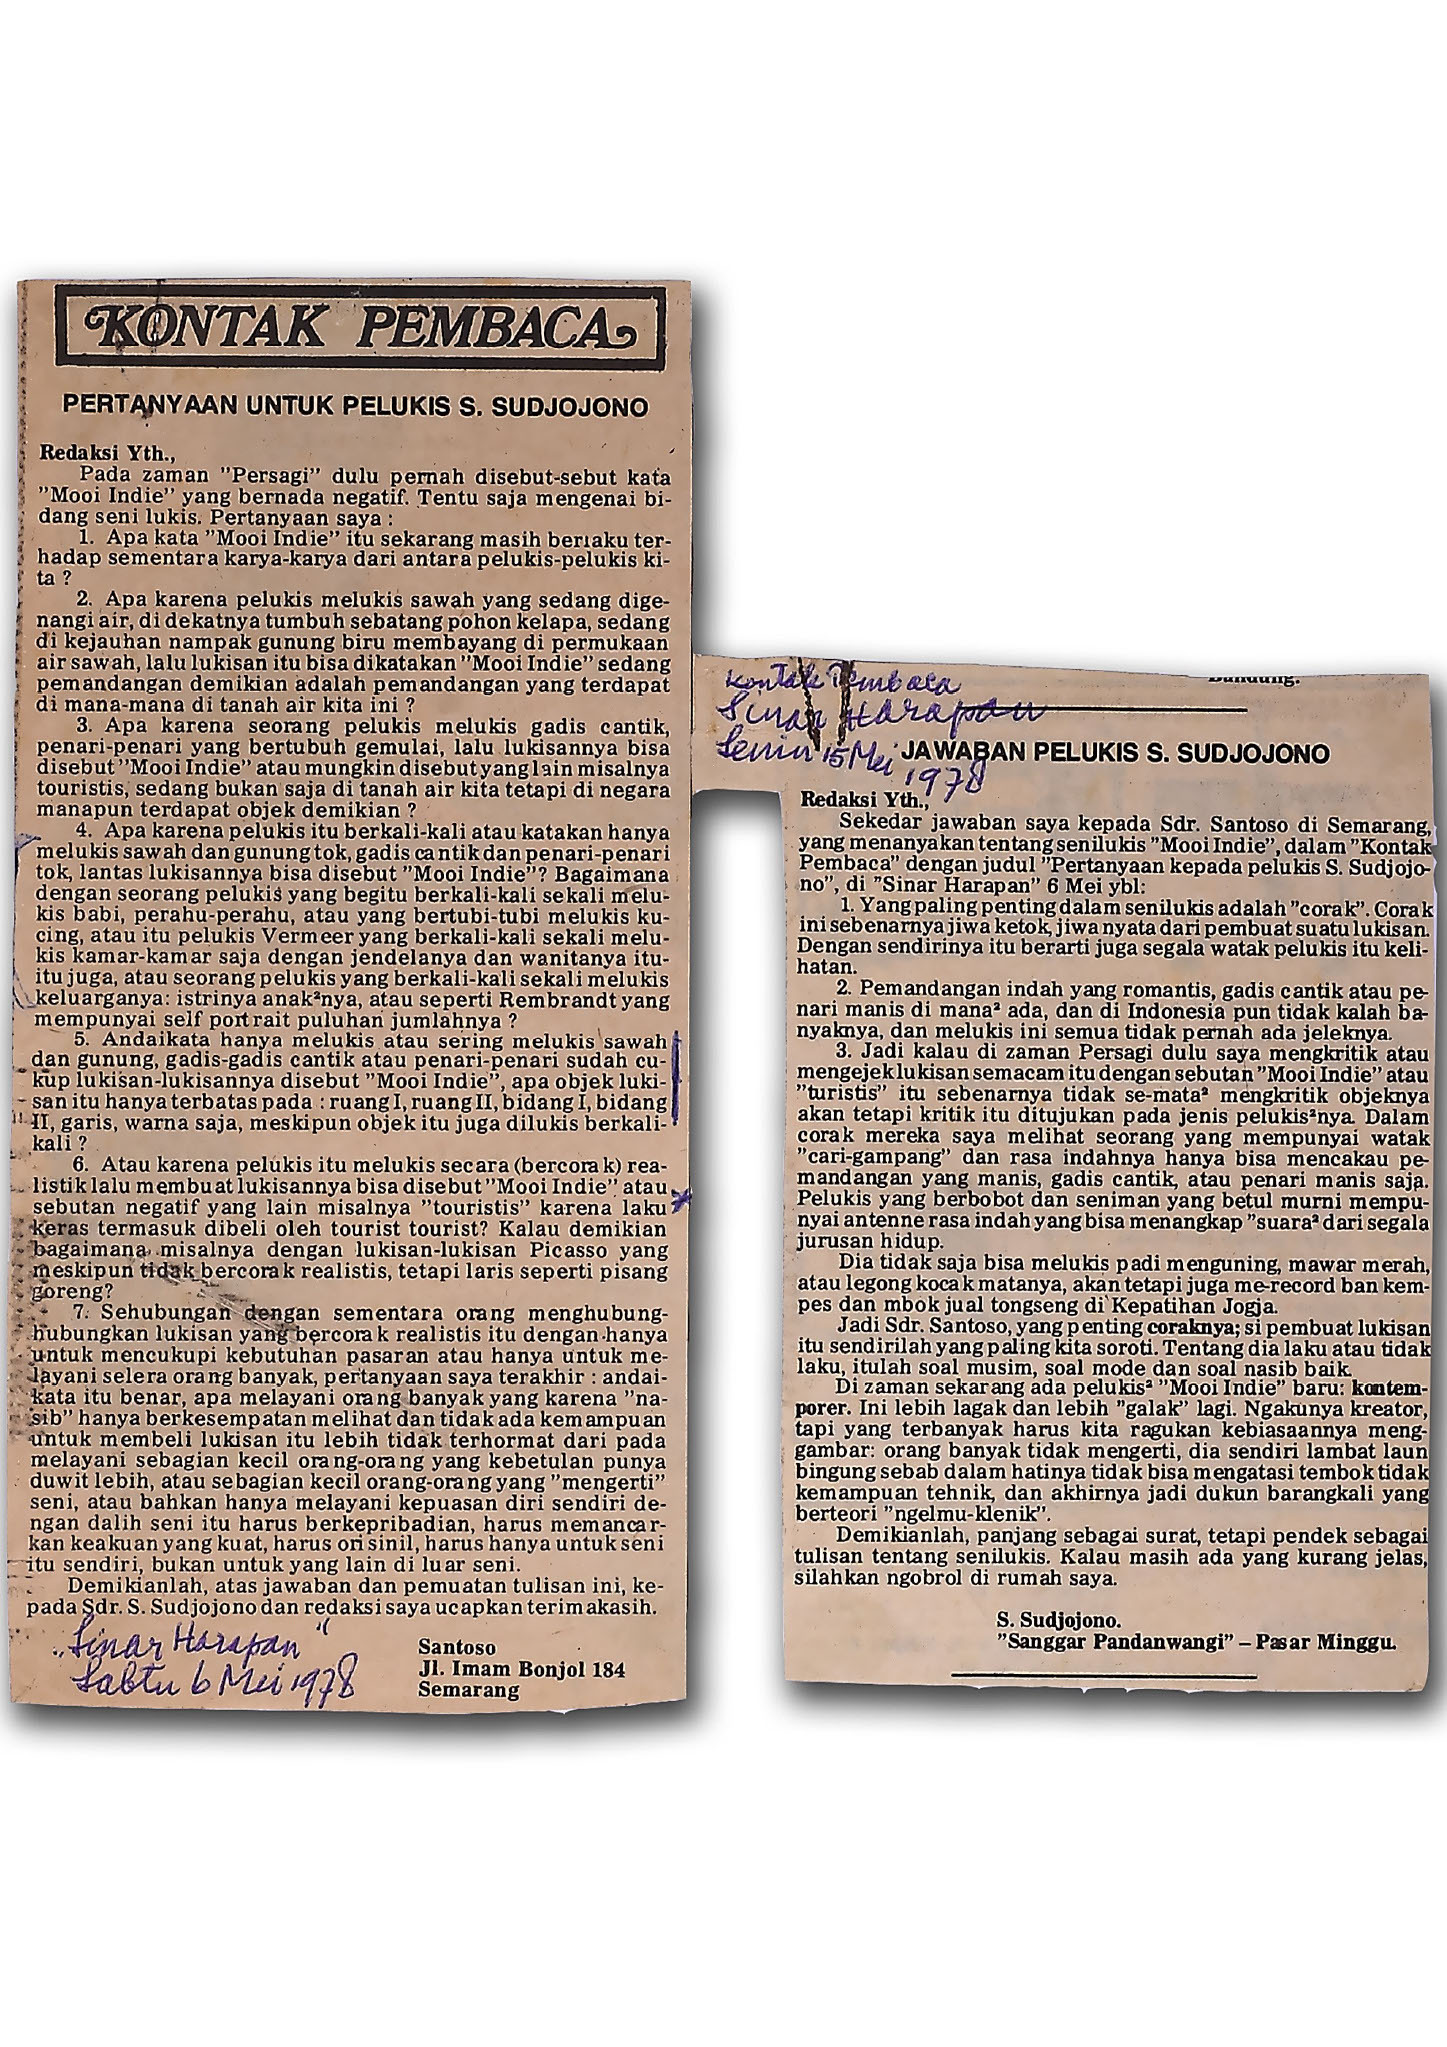 KONTAK PEMBACA
PERTANYAAN UNTUK PELUKIS S. SUDJOJONO
Redaksi Yth.,
Pada zaman "Persagi" dulu pernah disebut-sebut kata
"Mooi Indie" yang bernada negatif. Tentu saja mengenai bi-
dang seni lukis. Pertanyaan saya :
1. Apa kata "Mooi Indie" itu sekarang masih berlaku ter-
hadap sementara karya-karya dari antara pelukis-pelukis ki-
ta ?
2. Apa karena pelukis melukis sawah yang sedang dige-
nangi air, di dekatnya tumbuh sebatang pohon kelapa, sedang
di kejauhan nampak gunung biru membayang di permukaan
air sawah, lalu lukisan itu bisa dikatakan "Mooi Indie" sedang
pemandangan demikian adalah pemandangan yang terdapat
di mana-mana di tanah air kita ini ?
3. Apa karena seorang pelukis melukis gadis cantik,
penari-penari yang bertubuh gemulai, lalu lukisannya bisa
disebut "Mooi Indie" atau mungkin disebut yang lain misalnya
touristis, sedang bukan saja di tanah air kita tetapi di negara
manapun terdapat objek demikian ?
4. Apa karena pelukis itu berkali-kali atau katakan hanya
melukis sawah dan gunung tok, gadis cantik dan penari-penari
tok, lantas lukisannya bisa disebut "Mooi Indie"? Bagaimana
dengan seorang pelukis yang begitu berkali-kali sekali melu-
kis babi, perahu-perahu, atau yang bertubi-tubi melukis ku-
cing, atau itu pelukis Vermeer yang berkali-kali sekali melu-
kis kamar-kamar saja dengan jendelanya dan wanitanya itu-
itu juga, atau seorang pelukis yang berkali-kali sekali melukis
keluarganya: istrinya anak²nya, atau seperti Rembrandt yang
mempunyai self portrait puluhan jumlahnya ?
5. Andaikata hanya melukis atau sering melukis sawah
dan gunung, gadis-gadis cantik atau penari-penari sudah cu-
kup lukisan-lukisannya disebut "Mooi Indie", apa objek luki-
san itu hanya terbatas pada : ruang I, ruang II, bidang I, bidang
II, garis, warna saja, meskipun objek itu juga dilukis berkali-
kali ?
6. Atau karena pelukis itu melukis secara (bercorak) rea-
listik lalu membuat lukisannya bisa disebut "Mooi Indie" atau
sebutan negatif yang lain misalnya "touristis" karena laku
keras termasuk dibeli oleh tourist tourist? Kalau demikian
bagaimana misalnya dengan lukisan-lukisan Picasso yang
meskipun tidak bercorak realistis, tetapi laris seperti pisang
goreng?
7. Sehubungan dengan sementara orang menghubung-
hubungkan lukisan yang bercorak realistis itu dengan hanya
untuk mencukupi kebutuhan pasaran atau hanya untuk me-
layani selera orang banyak, pertanyaan saya terakhir : andai-
kata itu benar, apa melayani orang banyak yang karena "na-
sib" hanya berkesempatan melihat dan tidak ada kemampuan
untuk membeli lukisan itu lebih tidak terhormat dari pada
melayani sebagian kecil orang-orang yang kebetulan punya
duwit lebih, atau sebagian kecil orang-orang yang "mengerti"
seni, atau bahkan hanya melayani kepuasan diri sendiri de-
ngan dalih seni itu harus berkepribadian, harus memancar-
kan keakuan yang kuat, harus orisinil, harus hanya untuk seni
itu sendiri, bukan untuk yang lain di luar seni.
Demikianlah, atas jawaban dan pemuatan tulisan ini, ke-
pada Sdr. S. Sudjojono dan redaksi saya ucapkan terimakasih.
Santoso
Jl. Imam Bonjol 184
Semarang
"Sinar Harapan"
Sabtu 6 Mei 1978
Bandung.
Kontak Pembaca
Sinar Harapan
Senin 15 Mei 1978
JAWABAN PELUKIS S. SUDJOJONO
Redaksi Yth.,
Sekedar jawaban saya kepada Sdr. Santoso di Semarang,
yang menanyakan tentang senilukis "Mooi Indie", dalam "Kontak
Pembaca" dengan judul "Pertanyaan kepada pelukis S. Sudjojo-
no", di "Sinar Harapan" 6 Mei ybl:
1. Yang paling penting dalam senilukis adalah "corak". Corak
ini sebenarnya jiwa ketok, jiwa nyata dari pembuat suatu lukisan.
Dengan sendirinya itu berarti juga segala watak pelukis itu keli-
hatan.
2. Pemandangan indah yang romantis, gadis cantik atau pe-
nari manis di mana² ada, dan di Indonesia pun tidak kalah ba-
nyaknya, dan melukis ini semua tidak pernah ada jeleknya.
3. Jadi kalau di zaman Persagi dulu saya mengkritik atau
mengejek lukisan semacam itu dengan sebutan "Mooi Indie" atau
"turistis" itu sebenarnya tidak se-mata² mengkritik objeknya
akan tetapi kritik itu ditujukan pada jenis pelukis²nya. Dalam
corak mereka saya melihat seorang yang mempunyai watak
"cari-gampang" dan rasa indahnya hanya bisa mencakau pe-
mandangan yang manis, gadis cantik, atau penari manis saja.
Pelukis yang berbobot dan seniman yang betul murni mempu-
nyai antenne rasa indah yang bisa menangkap "suara² dari segala
jurusan hidup.
Dia tidak saja bisa melukis padi menguning, mawar merah,
atau legong kocak matanya, akan tetapi juga me-record ban kem-
pes dan mbok jual tongseng di Kepatihan Jogja.
Jadi Sdr. Santoso, yang penting coraknya; si pembuat lukisan
itu sendirilah yang paling kita soroti. Tentang dia laku atau tidak
laku, itulah soal musim, soal mode dan soal nasib baik.
Di zaman sekarang ada pelukis² "Mooi Indie" baru: kontem-
porer. Ini lebih lagak dan lebih "galak" lagi. Ngakunya kreator,
tapi yang terbanyak harus kita ragukan kebiasaannya meng-
gambar: orang banyak tidak mengerti, dia sendiri lambat laun
bingung sebab dalam hatinya tidak bisa mengatasi tembok tidak
kemampuan tehnik, dan akhirnya jadi dukun barangkali yang
berteori "ngelmu-klenik".
Demikianlah, panjang sebagai surat, tetapi pendek sebagai
tulisan tentang senilukis. Kalau masih ada yang kurang jelas,
silahkan ngobrol di rumah saya.
S. Sudjojono.
"Sanggar Pandanwangi" – Pasar Minggu.